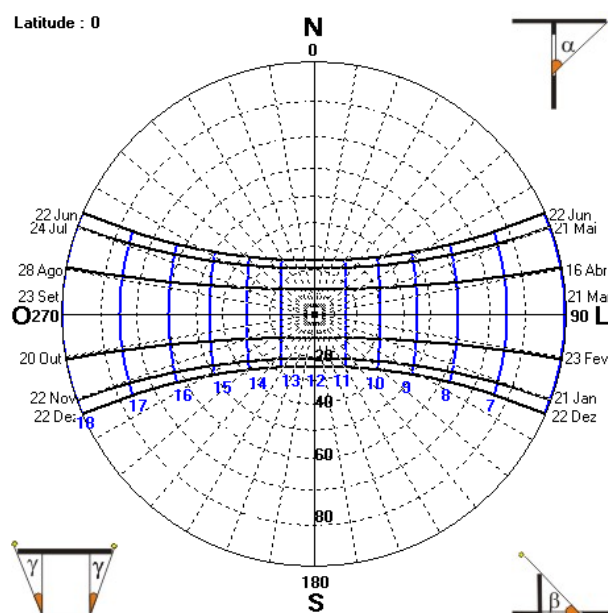 Latitude : 0
N
0
α
22 Jun
22 Jun
24 Jul
21 Mai
28 Ago
16 Abr
23 Set
21 Mar
O 270
90 L
20 Out
23 Fev
20
22 Nov
21 Jan
22 Dez
22 Dez
18 17 16 15 14 13 12 11 10 9 8 7
40
60
80
180
S
γ γ
β